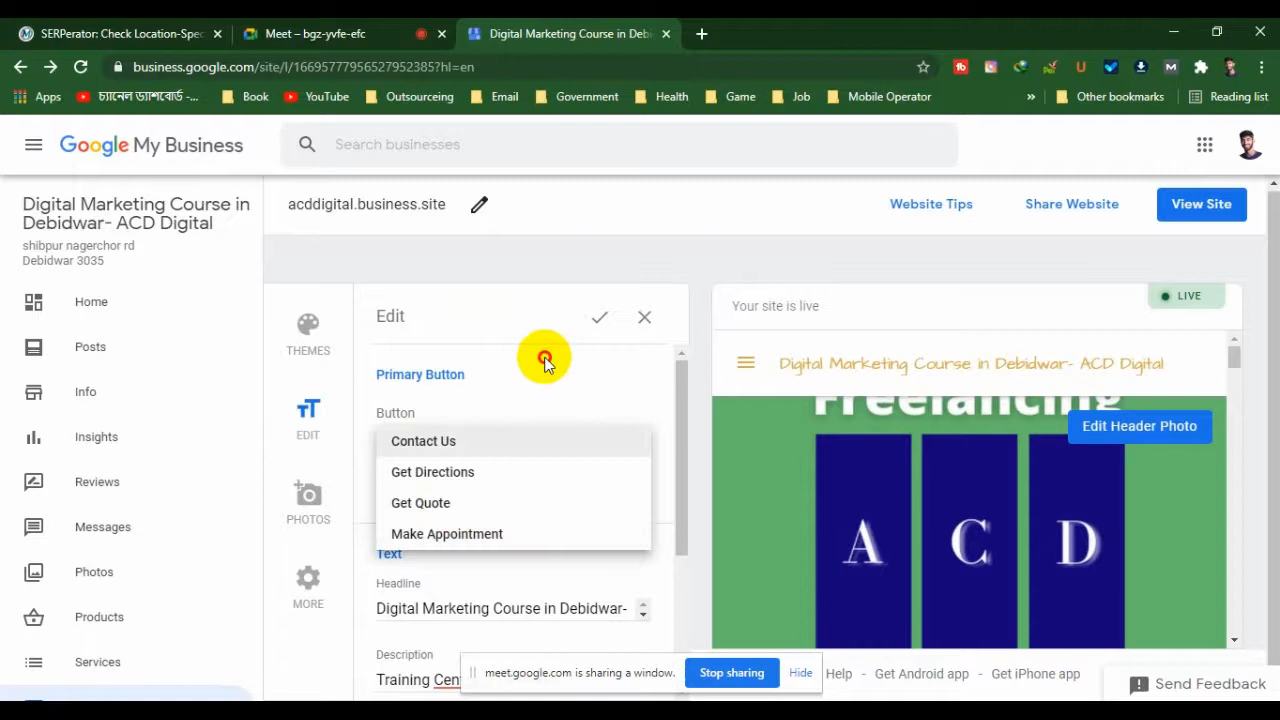 SERPerator: Check Location-Spec
Meet – bgz-yvfe-efc
Digital Marketing Course in Deb
business.google.com/site/l/16695777956527952385?hl=en
Apps
চ্যানেল ড্যাশবোর্ড -...
Book
YouTube
Outsourceing
Email
Government
Health
Game
Job
Mobile Operator
»
Other bookmarks
Reading list
Google My Business
Search businesses
Digital Marketing Course in
Debidwar- ACD Digital
shibpur nagerchor rd
Debidwar 3035
acddigital.business.site
Website Tips
Share Website
View Site
Home
Posts
Info
Insights
Reviews
Messages
Photos
Products
Services
THEMES
EDIT
PHOTOS
MORE
Edit
Primary Button
Button
Contact Us
Get Directions
Get Quote
Make Appointment
Text
Headline
Digital Marketing Course in Debidwar-
Description
Training Cen
Your site is live
LIVE
Digital Marketing Course in Debidwar- ACD Digital
Freelancing
Edit Header Photo
A C D
meet.google.com is sharing a window.
Stop sharing
Hide
Help - Get Android app - Get iPhone app
Send Feedback